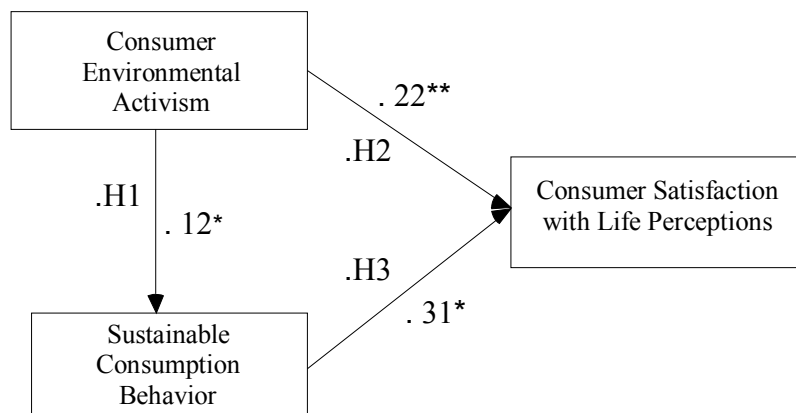 Consumer
Environmental
Activism
. 22**
.H2
.H1
. 12*
Consumer Satisfaction
with Life Perceptions
.H3
. 31*
Sustainable
Consumption
Behavior